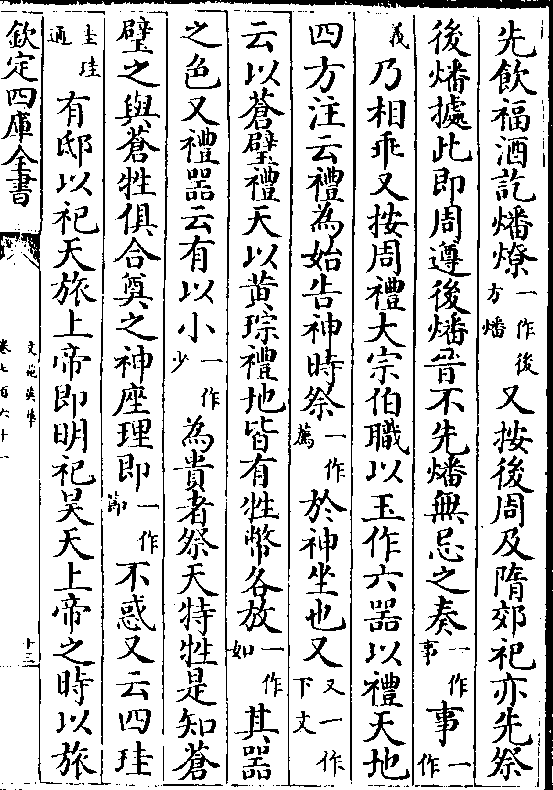 先飲福酒訖燔燎一作後方燔又按後周及隋郊祀亦先祭
後燔據此即周遵後燔晉不先燔無忌之奏一作事事一作
義乃相乖又按周禮大宗伯職以玉作六器以禮天地
四方注云禮為始告神時祭一作薦於神坐也又又一作下文
云以蒼璧禮天以黄琮禮地皆有牲幣各放一作如其器
之色又禮器云有以小一作少為貴者祭天特牲是知蒼
璧之與蒼牲俱合奠之神座理即一作節不惑又云四珪
圭珪通有邸以祀天旅上帝即明祀昊天上帝之時以旅
欽定四庫全書
文苑英華
卷七百六十一
十三